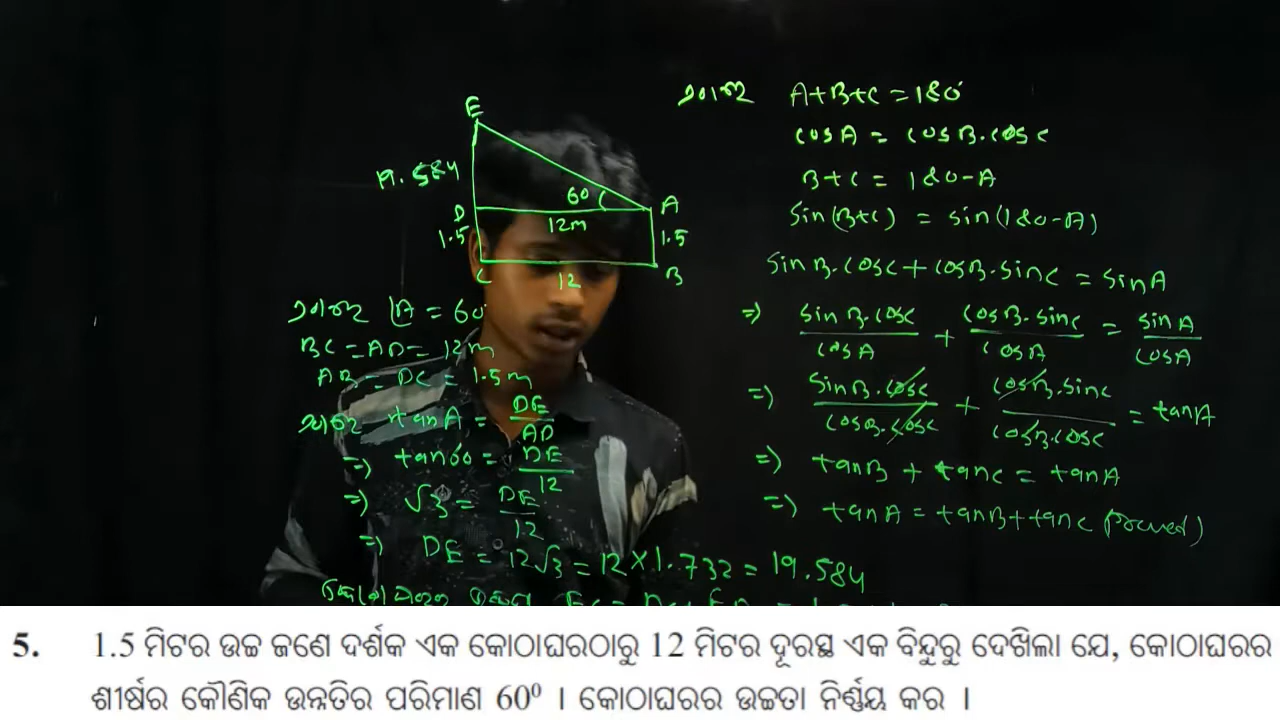 E
19.584
60
D
A
1.5
12m
1.5
C
12
B
ଦତ୍ତ ∠A = 60°
BC = AD = 12m
AB = DC = 1.5m
tanA = DE/AD
=) tan60 = DE/12
=) √3 = DE/12
=) DE = 12√3 = 12 × 1.732 = 19.584
A+B+C = 180°
cosA = cosB.cosC
B+C = 180-A
Sin(B+C) = sin(180-A)
SinB.cosC + cosB.sinC = sinA
=) sinB.cosC/cosA + cosB.sinC/cosA = sinA/cosA
=) SinB.cosC/cosB.cosC + cosB.sinC/cosB.cosC = tanA
=) tanB + tanC = tanA
=) tanA = tanB + tanC (Proved)
5. 1.5 ମିଟର ଉଚ୍ଚ ଜଣେ ଦର୍ଶକ ଏକ କୋଠାଘରଠାରୁ 12 ମିଟର ଦୂରସ୍ଥ ଏକ ବିନ୍ଦୁରୁ ଦେଖିଲା ଯେ, କୋଠାଘରର
ଶୀର୍ଷର କୌଣିକ ଉନ୍ନତିର ପରିମାଣ 60⁰ । କୋଠାଘରର ଉଚ୍ଚତା ନିର୍ଣ୍ଣୟ କର ।